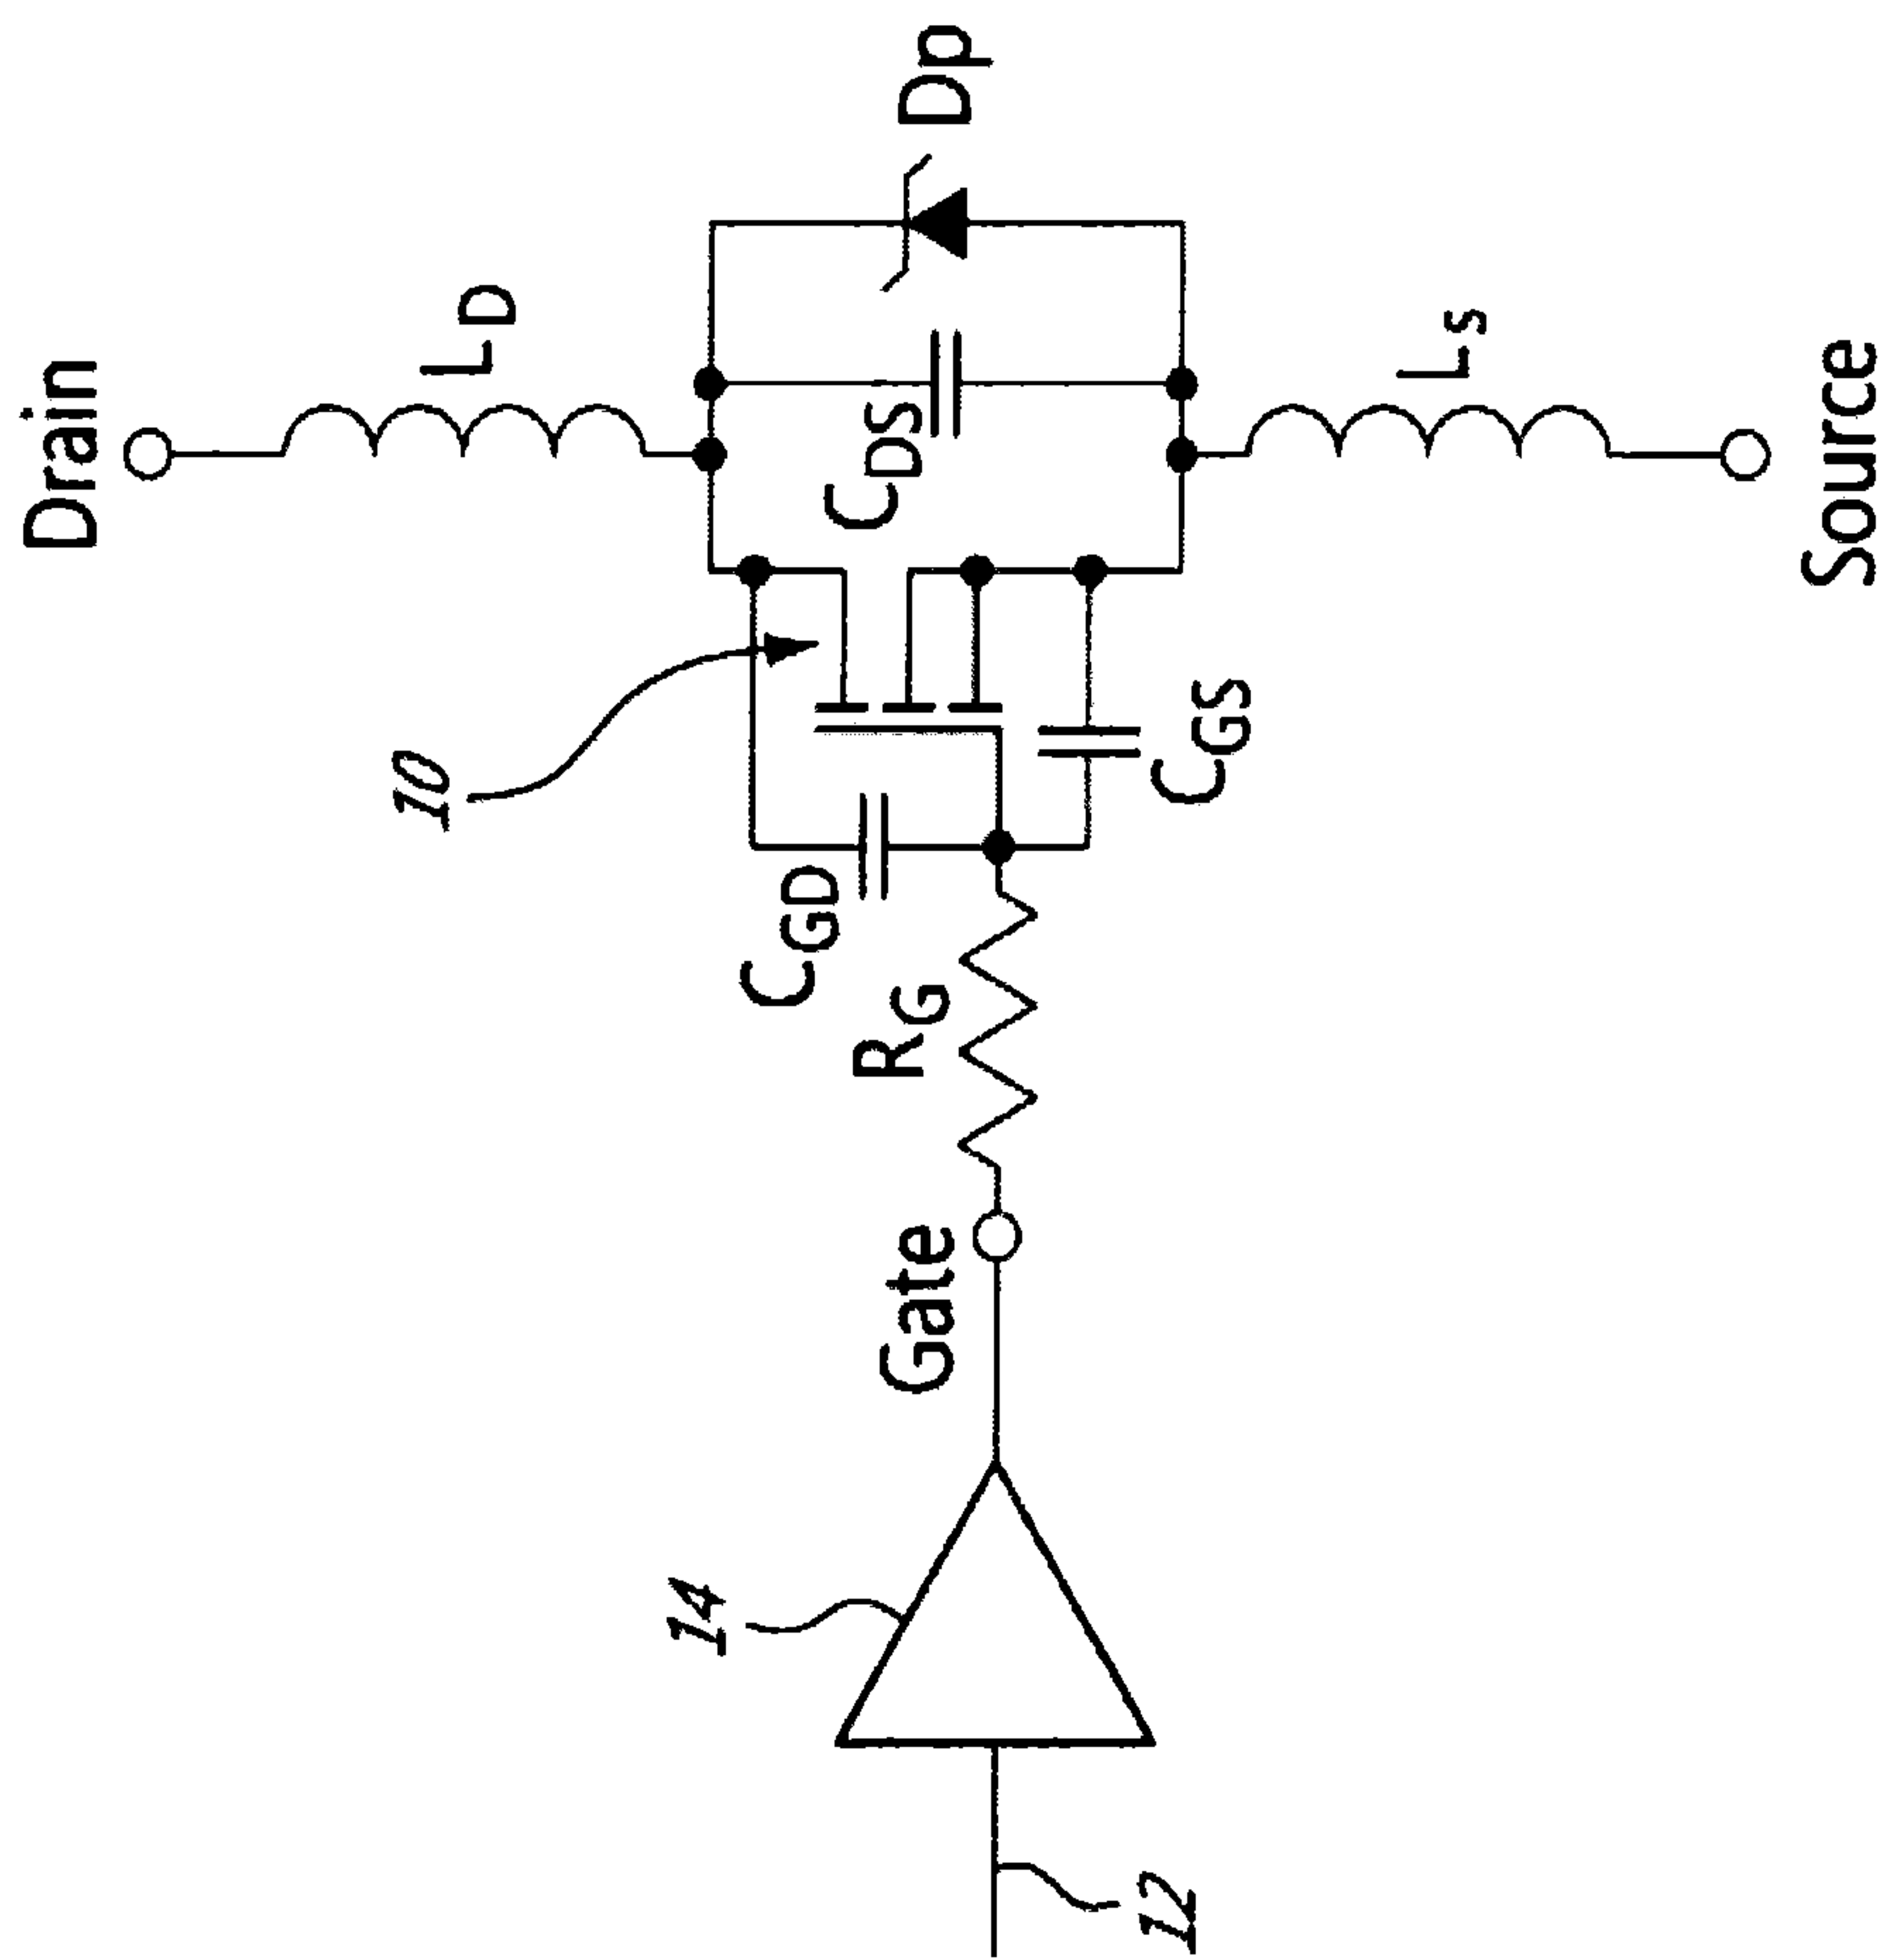 Drain
L_D
10
C_GD
C_DS
Dp
R_G
Gate
14
12
C_GS
L_s
Source